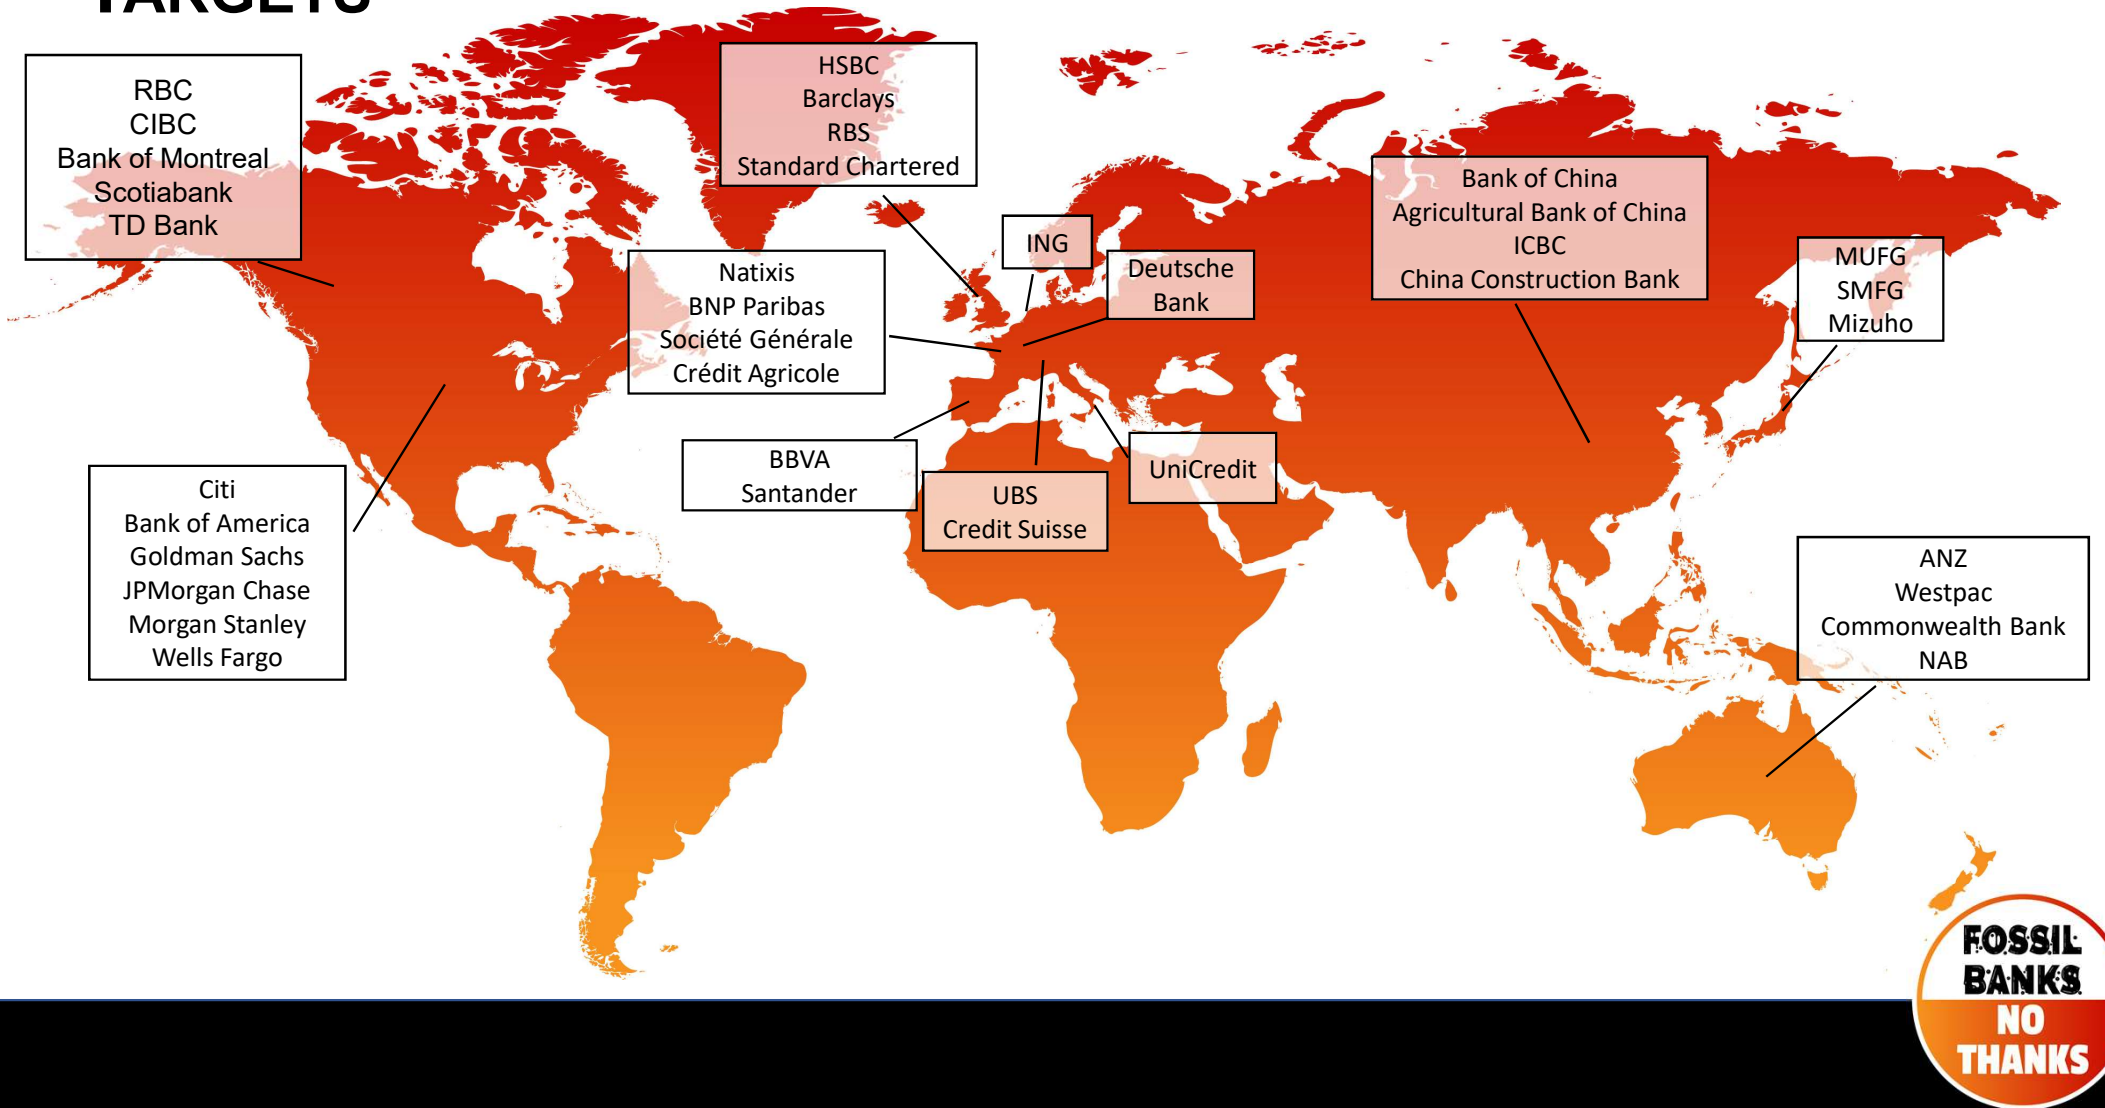 TARGETS
RBC
CIBC
Bank of Montreal
Scotiabank
TD Bank
HSBC
Barclays
RBS
Standard Chartered
ING
Deutsche
Bank
Natixis
BNP Paribas
Société Générale
Crédit Agricole
Bank of China
Agricultural Bank of China
ICBC
China Construction Bank
MUFG
SMFG
Mizuho
BBVA
Santander
UBS
Credit Suisse
UniCredit
Citi
Bank of America
Goldman Sachs
JPMorgan Chase
Morgan Stanley
Wells Fargo
ANZ
Westpac
Commonwealth Bank
NAB
FOSSIL
BANKS
NO
THANKS